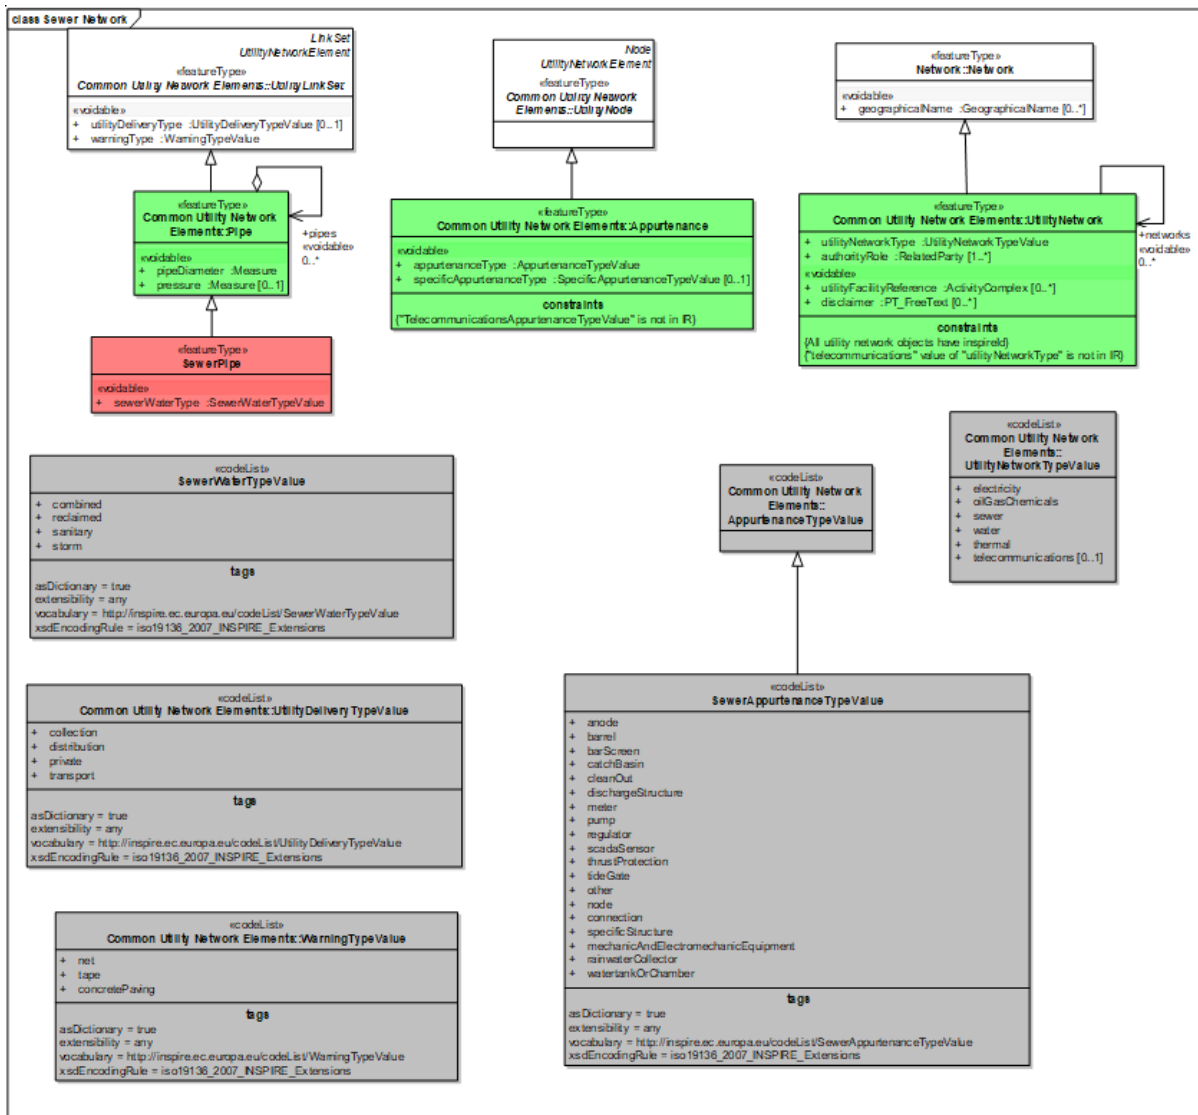 class Sewer Network
LinkSet
UtilityNetworkElement
«featureType»
Common Utility Network Elements::UtilityLinkSet
«voidable»
+ utilityDeliveryType :UtilityDeliveryTypeValue [0..1]
+ warningType :WarningTypeValue
Node
UtilityNetworkElement
«featureType»
Common Utility Network
Elements::UtilityNode
«featureType»
Network::Network
«voidable»
+ geographicalName :GeographicalName [0..*]
«featureType»
Common Utility Network
Elements::Pipe
«voidable»
+ pipeDiameter :Measure
+ pressure :Measure [0..1]
+pipes
«voidable»
0..*
«featureType»
Common Utility Network Elements::Appurtenance
«voidable»
+ appurtenanceType :AppurtenanceTypeValue
+ specificAppurtenanceType :SpecificAppurtenanceTypeValue [0..1]
constraints
{"TelecommunicationsAppurtenanceTypeValue" is not in IR}
«featureType»
Common Utility Network Elements::UtilityNetwork
+ utilityNetworkType :UtilityNetworkTypeValue
+ authorityRole :RelatedParty [1..*]
«voidable»
+ utilityFacilityReference :ActivityComplex [0..*]
+ disclaimer :PT_FreeText [0..*]
constraints
{All utility network objects have inspireId}
{"telecommunications" value of "utilityNetworkType" is not in IR}
+networks
«voidable»
0..*
«featureType»
SewerPipe
«voidable»
+ sewerWaterType :SewerWaterTypeValue
«codeList»
SewerWaterTypeValue
+ combined
+ reclaimed
+ sanitary
+ storm
tags
asDictionary = true
extensibility = any
vocabulary = http://inspire.ec.europa.eu/codeList/SewerWaterTypeValue
xsdEncodingRule = iso19136_2007_INSPIRE_Extensions
«codeList»
Common Utility Network
Elements::
AppurtenanceTypeValue
«codeList»
Common Utility Network
Elements::
UtilityNetworkTypeValue
+ electricity
+ oilGasChemicals
+ sewer
+ water
+ thermal
+ telecommunications [0..1]
«codeList»
Common Utility Network Elements::UtilityDeliveryTypeValue
+ collection
+ distribution
+ private
+ transport
tags
asDictionary = true
extensibility = any
vocabulary = http://inspire.ec.europa.eu/codeList/UtilityDeliveryTypeValue
xsdEncodingRule = iso19136_2007_INSPIRE_Extensions
«codeList»
SewerAppurtenanceTypeValue
+ anode
+ barrel
+ barScreen
+ catchBasin
+ cleanOut
+ dischargeStructure
+ meter
+ pump
+ regulator
+ scadaSensor
+ thrustProtection
+ tideGate
+ other
+ node
+ connection
+ specificStructure
+ mechanicAndElectromechanicEquipment
+ rainwaterCollector
+ watertankOrChamber
tags
asDictionary = true
extensibility = any
vocabulary = http://inspire.ec.europa.eu/codeList/SewerAppurtenanceTypeValue
xsdEncodingRule = iso19136_2007_INSPIRE_Extensions
«codeList»
Common Utility Network Elements::WarningTypeValue
+ net
+ tape
+ concretePaving
tags
asDictionary = true
extensibility = any
vocabulary = http://inspire.ec.europa.eu/codeList/WarningTypeValue
xsdEncodingRule = iso19136_2007_INSPIRE_Extensions